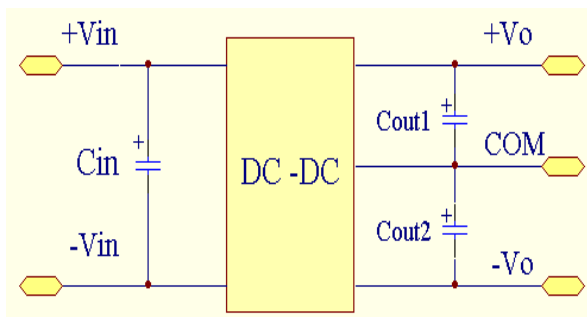 +Vin
+Vo
+
Cout1
COM
+
Cin
DC -DC
+
Cout2
-Vin
-Vo